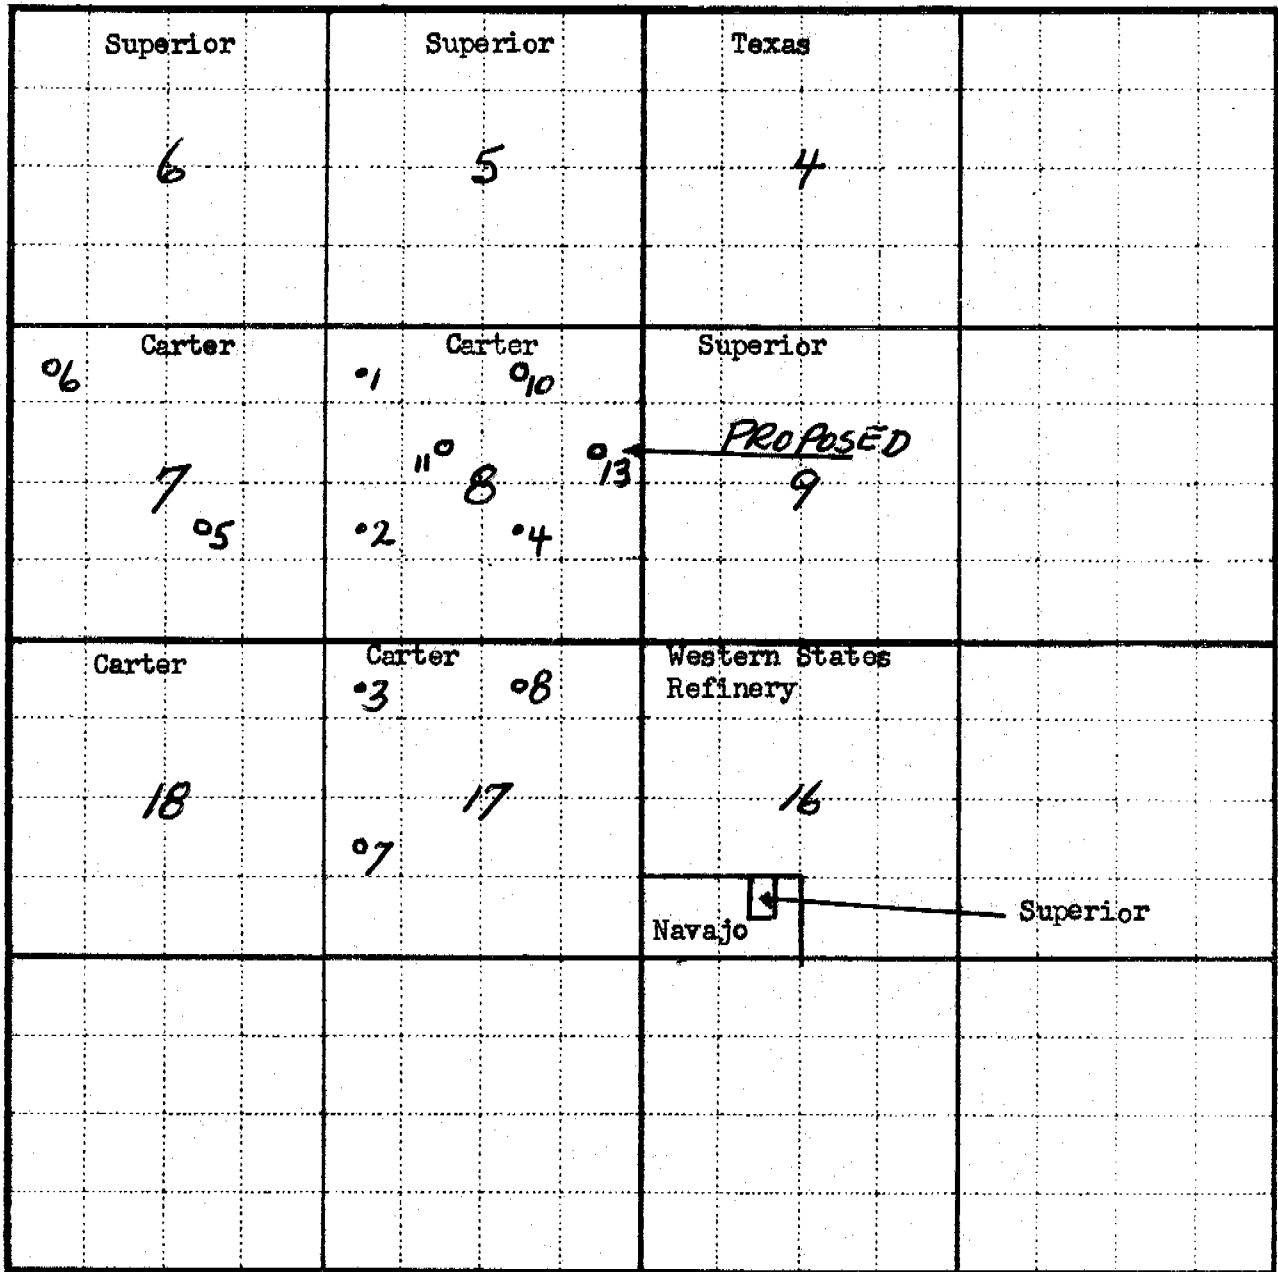 Superior
Superior
Texas
6
5
4
Carter
Carter
Superior
6
1
10
PROPOSED
11
13
7
8
9
5
2
4
Carter
Carter
Western States
Refinery
3
8
18
17
16
7
Superior
Navajo